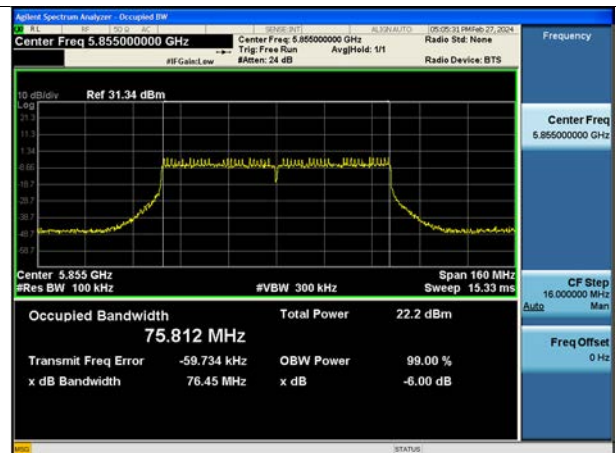 Agilent Spectrum Analyzer - Occupied BW
RL RF 50 Ω AC SENSE:INT ALIGN AUTO 05:05:31 PM Feb 27, 2024
Center Freq 5.855000000 GHz Center Freq: 5.855000000 GHz Radio Std: None
Trig: Free Run Avg|Hold: 1/1
#IFGain:Low #Atten: 24 dB Radio Device: BTS
10 dB/div Ref 31.34 dBm
Log
21.3
11.3
1.34
-8.66
-18.7
-28.7
-38.7
-48.7
-58.7
Center 5.855 GHz Span 160 MHz
#Res BW 100 kHz #VBW 300 kHz Sweep 15.33 ms
Occupied Bandwidth Total Power 22.2 dBm
75.812 MHz
Transmit Freq Error -59.734 kHz OBW Power 99.00 %
x dB Bandwidth 76.45 MHz x dB -6.00 dB
MSG STATUS
Frequency
Center Freq
5.855000000 GHz
CF Step
16.000000 MHz
Auto Man
Freq Offset
0 Hz